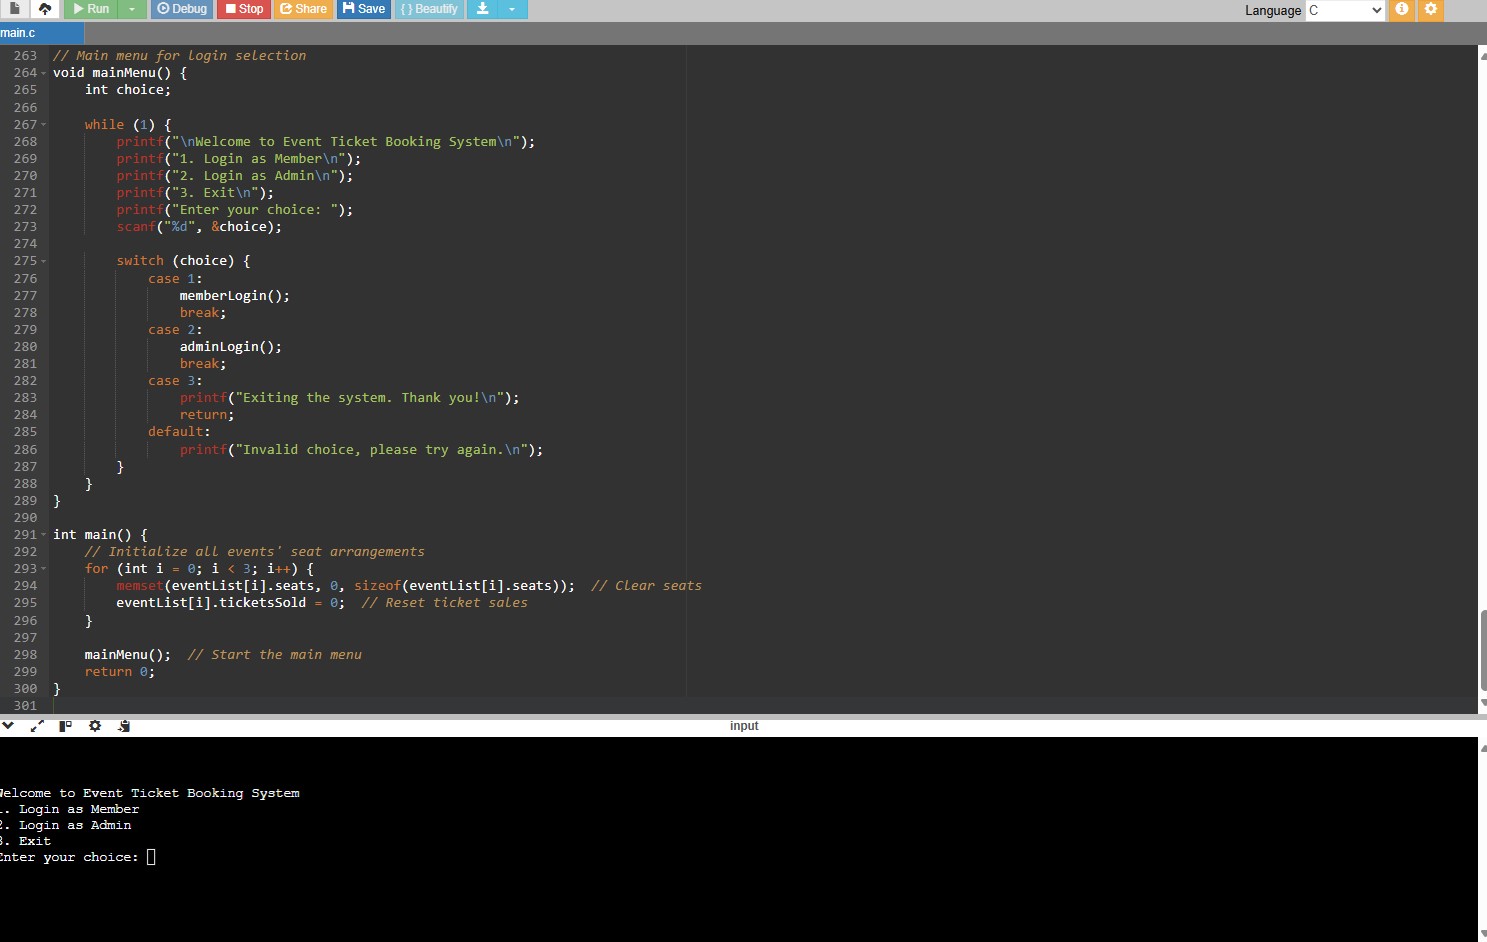 Run Debug Stop Share Save { } Beautify Language C
main.c
263 // Main menu for login selection
264 void mainMenu() {
265     int choice;
266
267     while (1) {
268         printf("\nWelcome to Event Ticket Booking System\n");
269         printf("1. Login as Member\n");
270         printf("2. Login as Admin\n");
271         printf("3. Exit\n");
272         printf("Enter your choice: ");
273         scanf("%d", &choice);
274
275         switch (choice) {
276             case 1:
277                 memberLogin();
278                 break;
279             case 2:
280                 adminLogin();
281                 break;
282             case 3:
283                 printf("Exiting the system. Thank you!\n");
284                 return;
285             default:
286                 printf("Invalid choice, please try again.\n");
287         }
288     }
289 }
290
291 int main() {
292     // Initialize all events' seat arrangements
293     for (int i = 0; i < 3; i++) {
294         memset(eventList[i].seats, 0, sizeof(eventList[i].seats));  // Clear seats
295         eventList[i].ticketsSold = 0;  // Reset ticket sales
296     }
297
298     mainMenu();  // Start the main menu
299     return 0;
300 }
301
input
Welcome to Event Ticket Booking System
1. Login as Member
2. Login as Admin
3. Exit
Enter your choice: